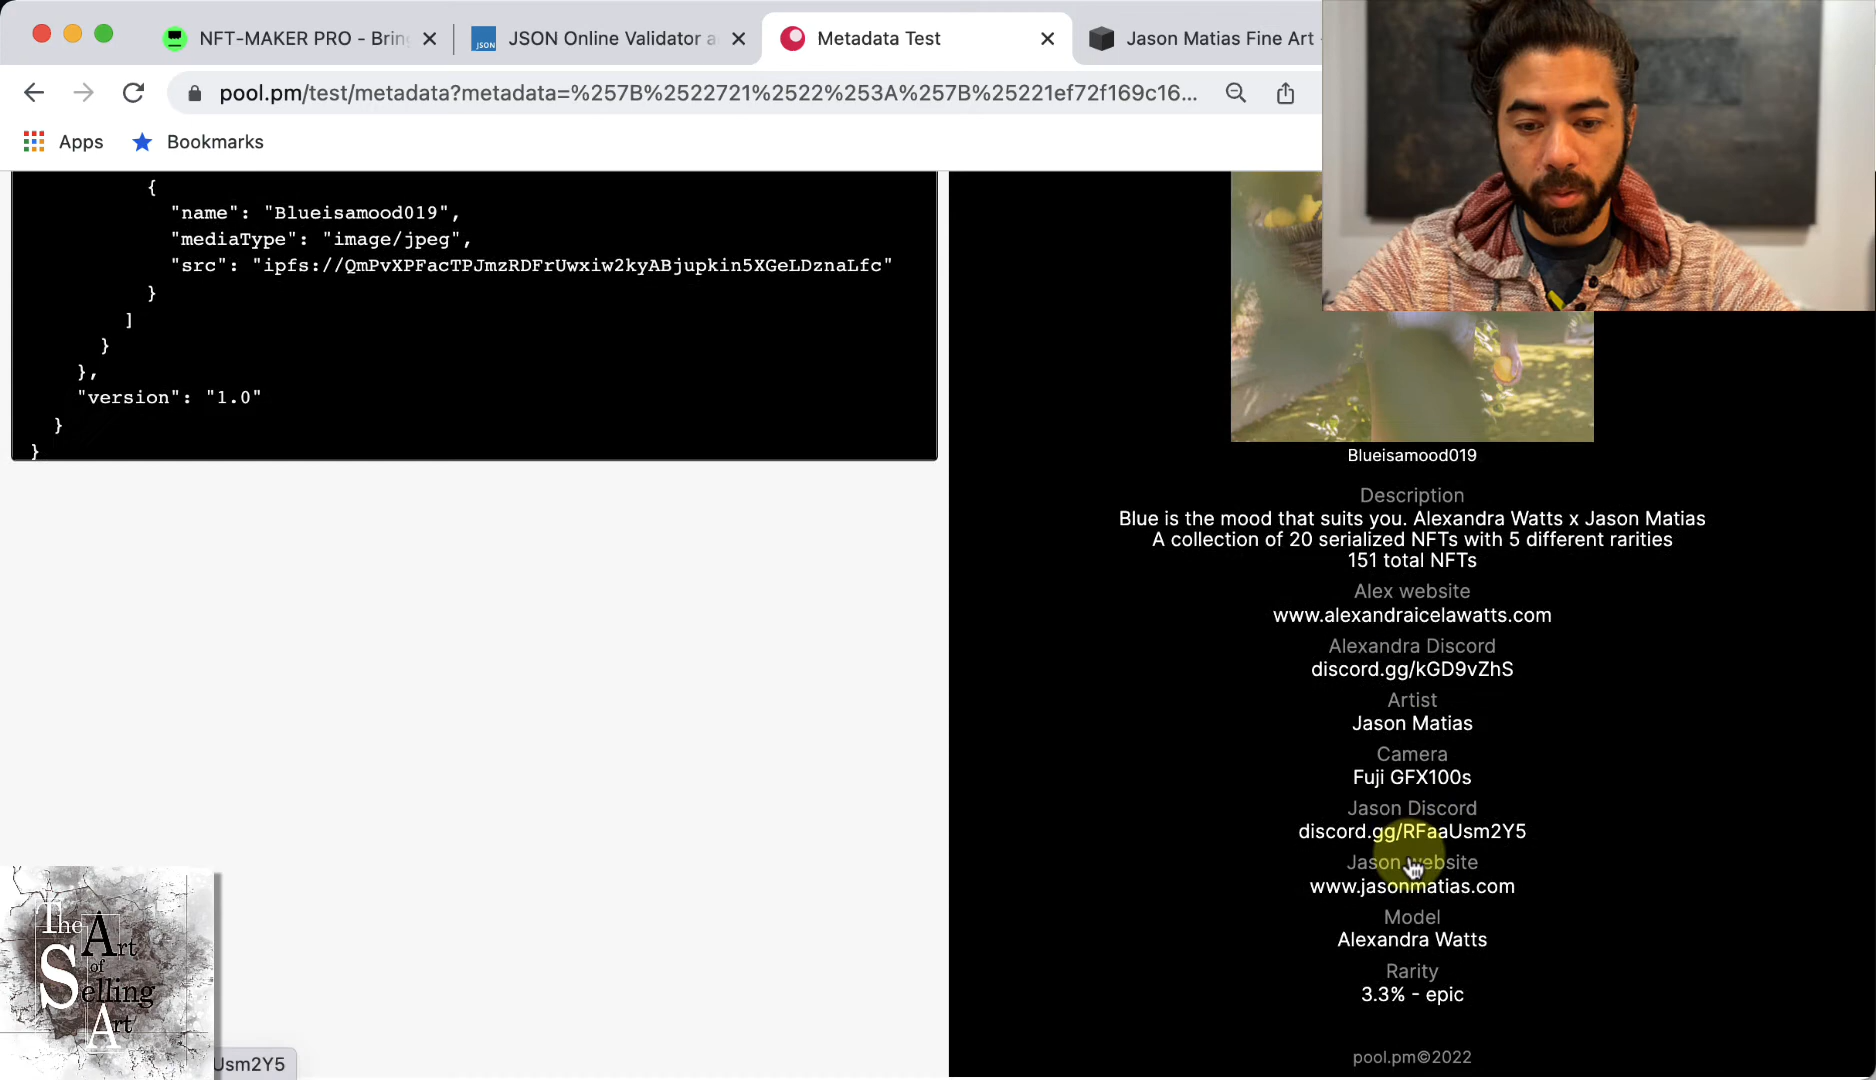 NFT-MAKER PRO - Brin
JSON Online Validator a
Metadata Test
Jason Matias Fine Art -
pool.pm/test/metadata?metadata=%257B%2522721%2522%253A%257B%25221ef72f169c16...
Apps
Bookmarks
{
"name": "Blueisamood019",
"mediaType": "image/jpeg",
"src": "ipfs://QmPvXPFacTPJmzRDFrUwxiw2kyABjupkin5XGeLDznaLfc"
}
]
}
},
"version": "1.0"
}
}
Blueisamood019
Description
Blue is the mood that suits you. Alexandra Watts x Jason Matias
A collection of 20 serialized NFTs with 5 different rarities
151 total NFTs
Alex website
www.alexandraicelawatts.com
Alexandra Discord
discord.gg/kGD9vZhS
Artist
Jason Matias
Camera
Fuji GFX100s
Jason Discord
discord.gg/RFaaUsm2Y5
Jason website
www.jasonmatias.com
Model
Alexandra Watts
Rarity
3.3% - epic
pool.pm©2022
The
Art
of
Selling
Art
Usm2Y5